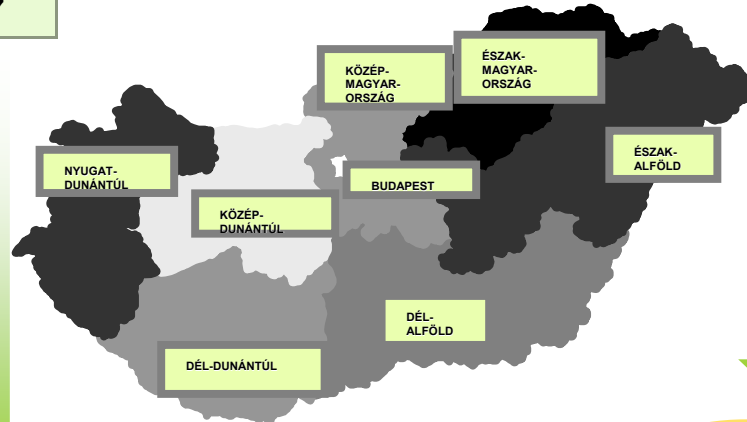 KÖZÉP-
MAGYAR-
ORSZÁG
ÉSZAK-
MAGYAR-
ORSZÁG
ÉSZAK-
ALFÖLD
NYUGAT-
DUNÁNTÚL
BUDAPEST
KÖZÉP-
DUNÁNTÚL
DÉL-
ALFÖLD
DÉL-DUNÁNTÚL